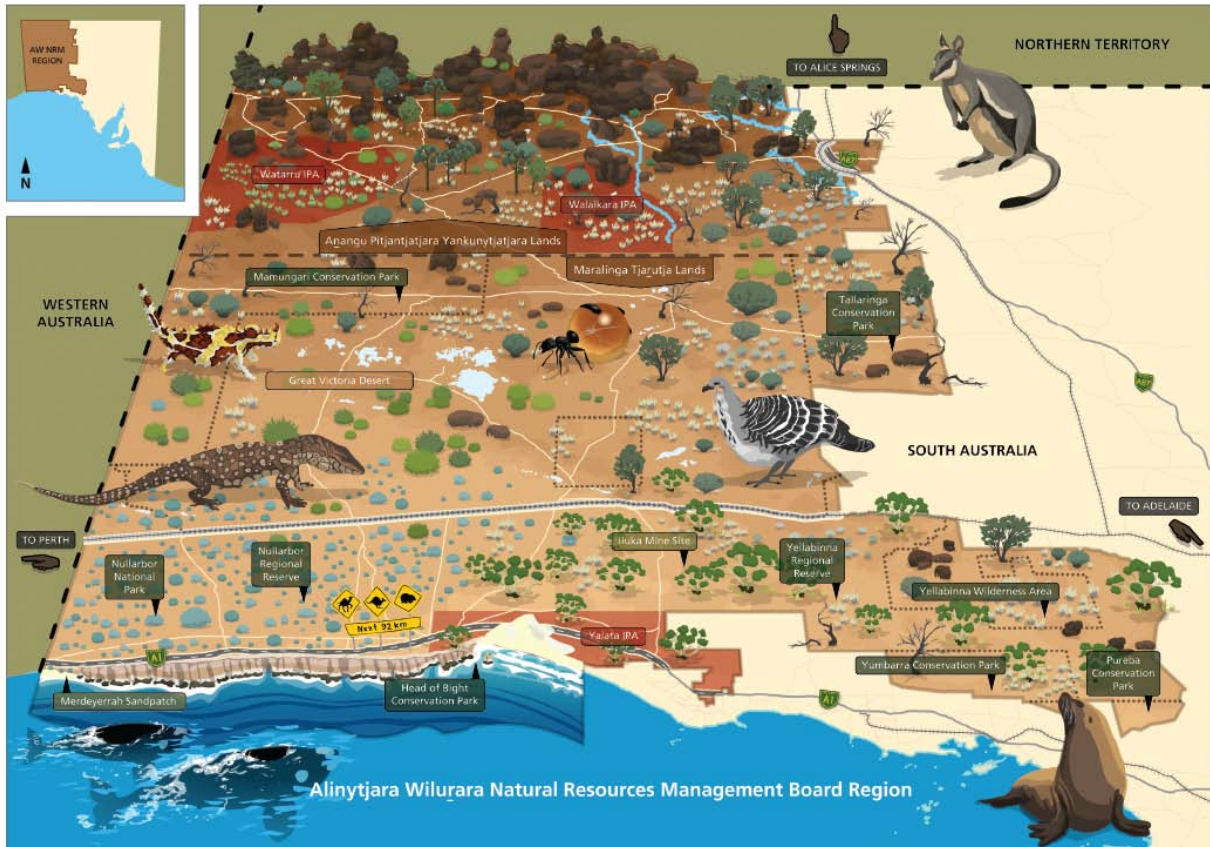 AW NRM
REGION
N
NORTHERN TERRITORY
TO ALICE SPRINGS
A87
Watarru IPA
Walalkara IPA
Anangu Pitjantjatjara Yankunytjatjara Lands
Maralinga Tjarutja Lands
Mamungari Conservation Park
WESTERN
AUSTRALIA
Tallaringa
Conservation
Park
Great Victoria Desert
A87
SOUTH AUSTRALIA
TO ADELAIDE
TO PERTH
Iluka Mine Site
Nullarbor
National
Park
Nullarbor
Regional
Reserve
Yellabinna
Regional
Reserve
Yellabinna Wilderness Area
Next 92 km
Yalata IPA
A1
Yumbarra Conservation Park
Pureba
Conservation
Park
Merdeyerrah Sandpatch
Head of Bight
Conservation Park
A1
Alinytjara Wilurara Natural Resources Management Board Region